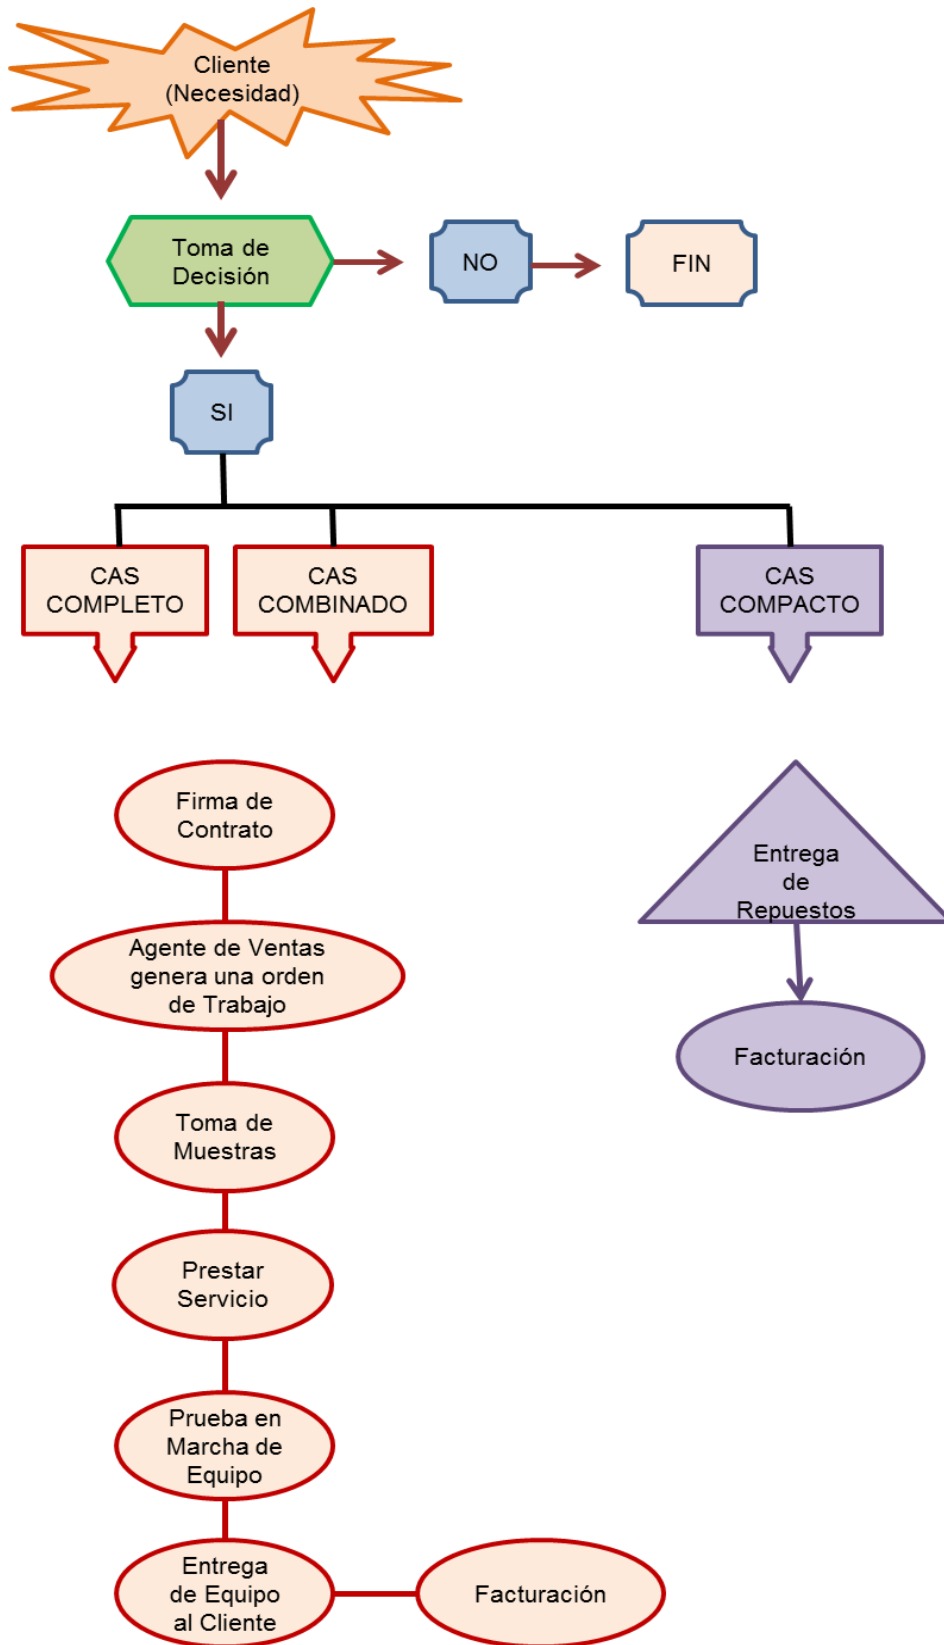 Cliente
(Necesidad)
Toma de
Decisión
NO
FIN
SI
CAS
COMPLETO
CAS
COMBINADO
CAS
COMPACTO
Firma de
Contrato
Agente de Ventas
genera una orden
de Trabajo
Toma de
Muestras
Prestar
Servicio
Prueba en
Marcha de
Equipo
Entrega
de Equipo
al Cliente
Facturación
Entrega
de
Repuestos
Facturación